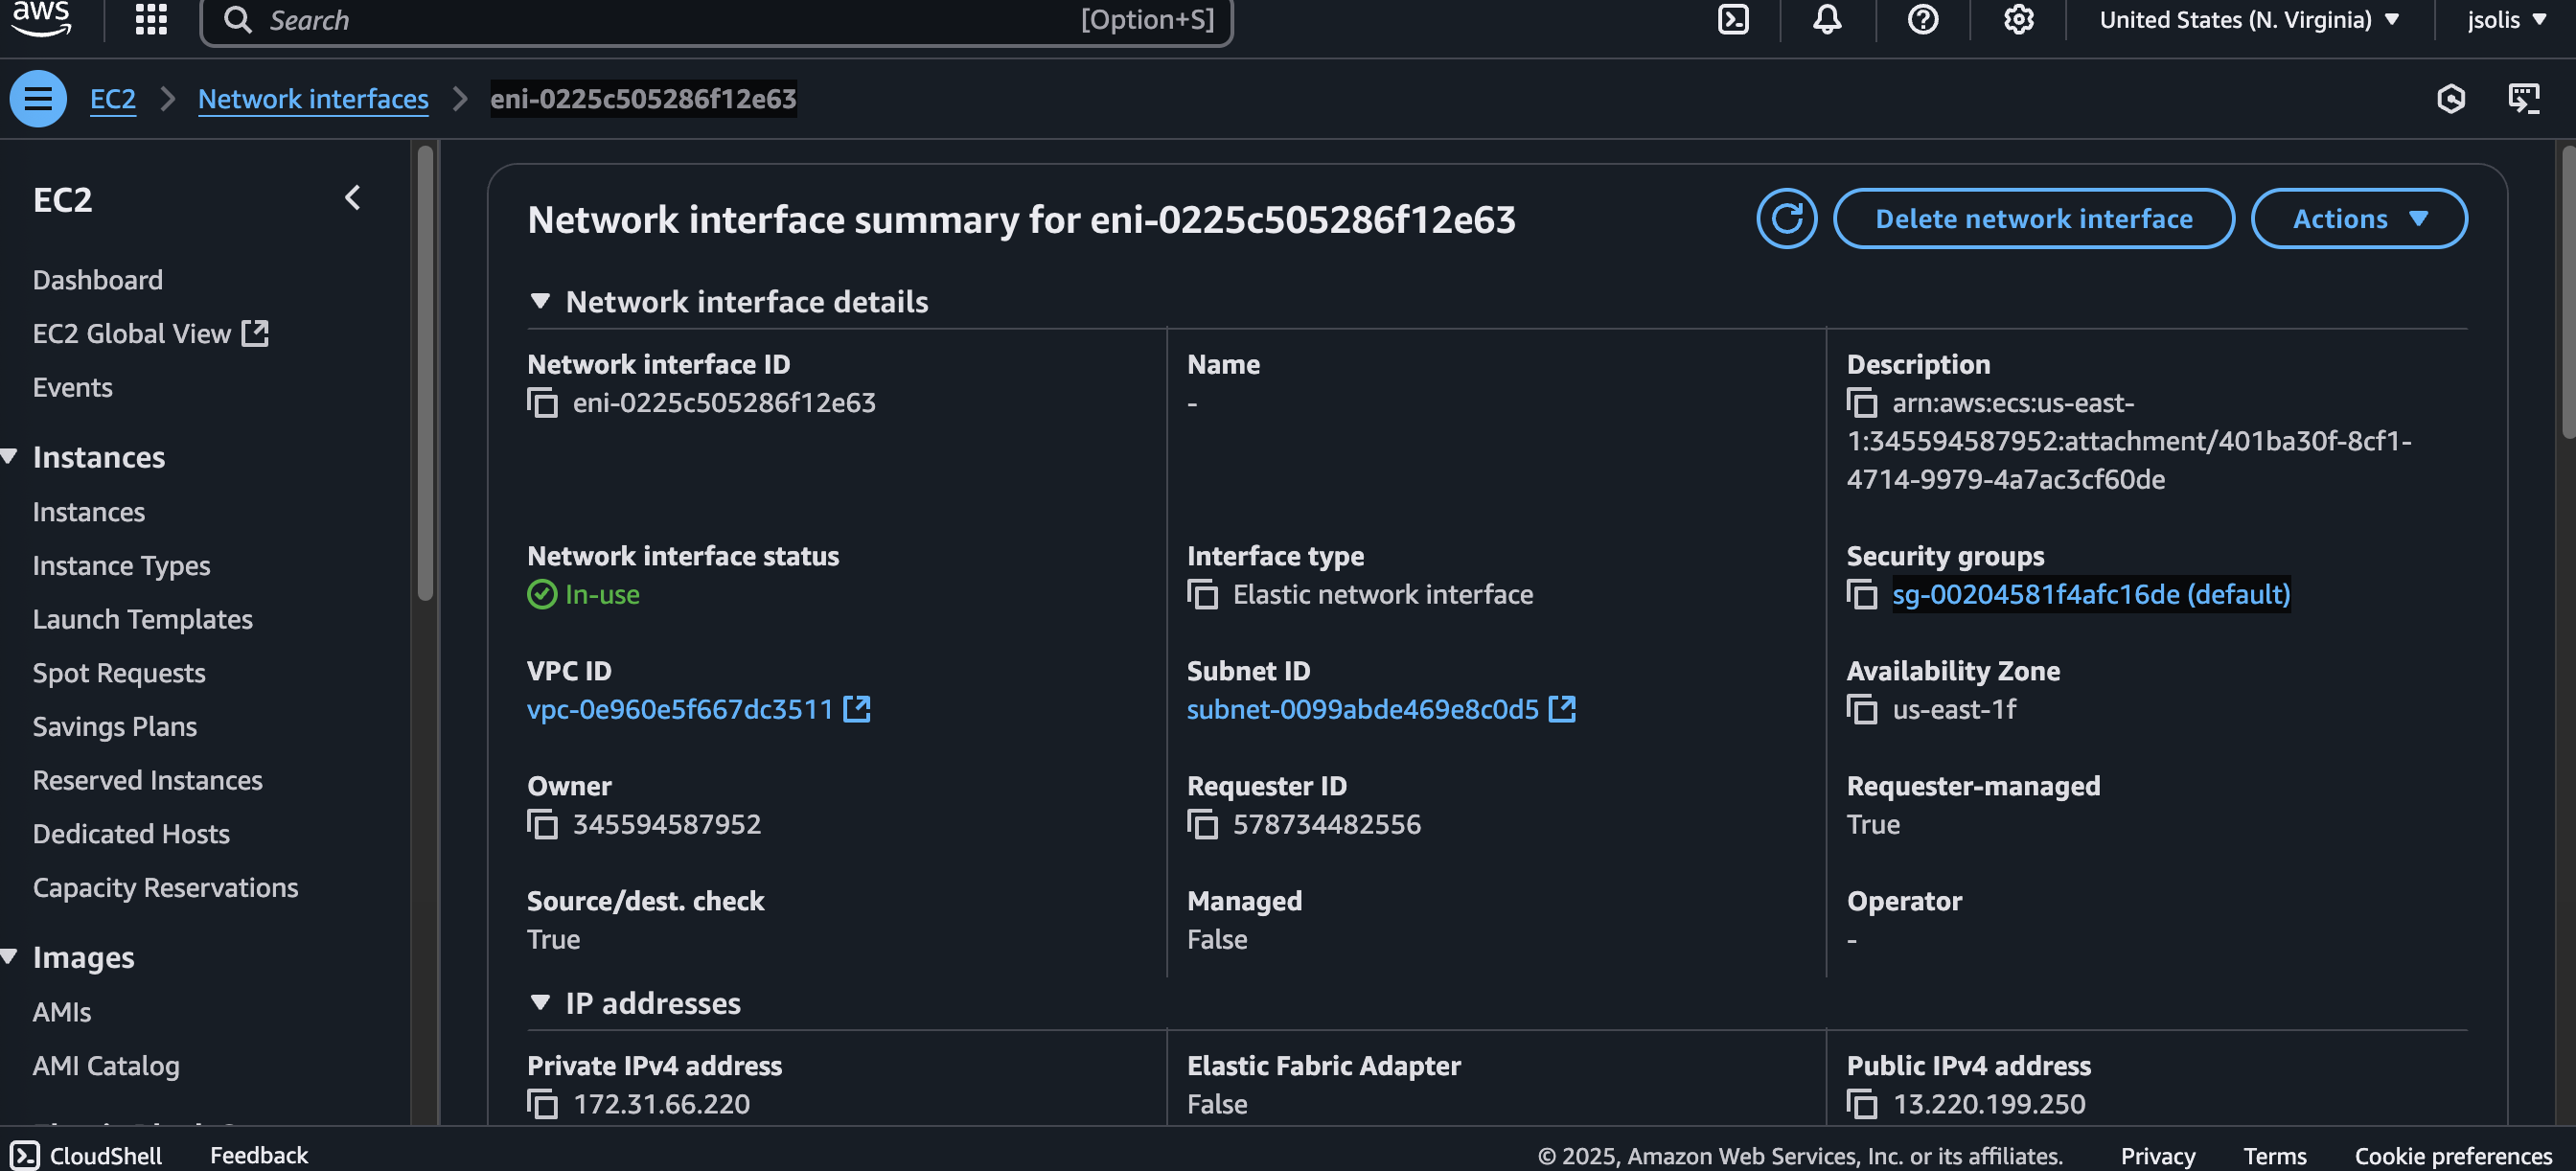 aws
Search [Option+S]
United States (N. Virginia) jsolis
EC2 Network interfaces eni-0225c505286f12e63
EC2
Dashboard
EC2 Global View
Events
Instances
Instances
Instance Types
Launch Templates
Spot Requests
Savings Plans
Reserved Instances
Dedicated Hosts
Capacity Reservations
Images
AMIs
AMI Catalog
Network interface summary for eni-0225c505286f12e63
Delete network interface
Actions
Network interface details
Network interface ID
eni-0225c505286f12e63
Name
-
Description
arn:aws:ecs:us-east-
1:345594587952:attachment/401ba30f-8cf1-
4714-9979-4a7ac3cf60de
Network interface status
In-use
Interface type
Elastic network interface
Security groups
sg-00204581f4afc16de (default)
VPC ID
vpc-0e960e5f667dc3511
Subnet ID
subnet-0099abde469e8c0d5
Availability Zone
us-east-1f
Owner
345594587952
Requester ID
578734482556
Requester-managed
True
Source/dest. check
True
Managed
False
Operator
-
IP addresses
Private IPv4 address
172.31.66.220
Elastic Fabric Adapter
False
Public IPv4 address
13.220.199.250
CloudShell Feedback © 2025, Amazon Web Services, Inc. or its affiliates. Privacy Terms Cookie preferences